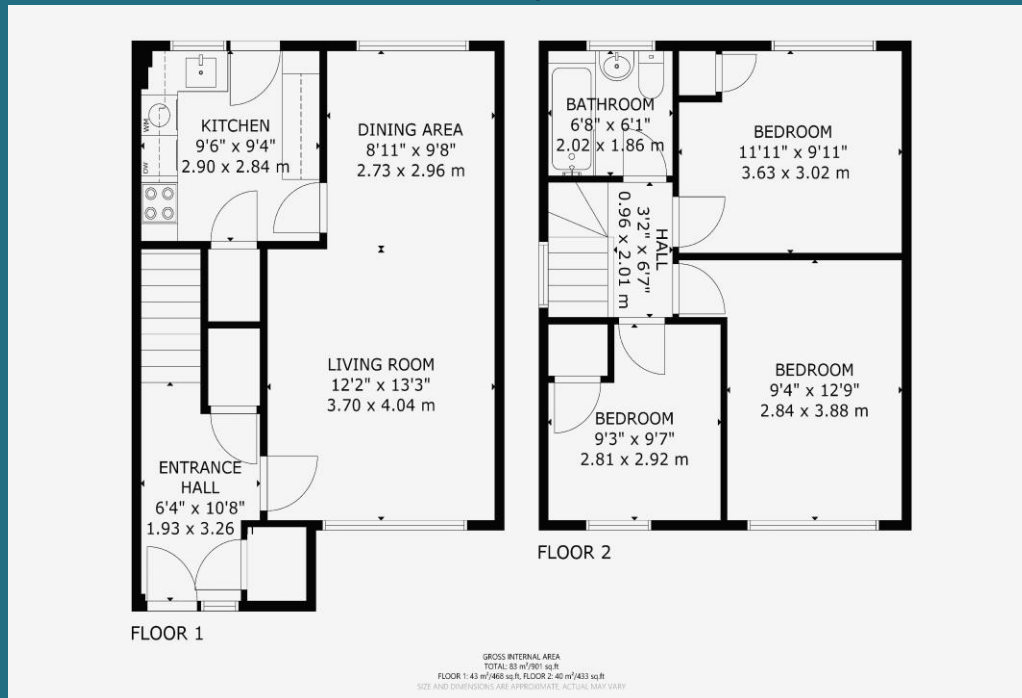 KITCHEN
9'6" x 9'4"
2.90 x 2.84 m
WM
DW
DINING AREA
8'11" x 9'8"
2.73 x 2.96 m
LIVING ROOM
12'2" x 13'3"
3.70 x 4.04 m
ENTRANCE
HALL
6'4" x 10'8"
1.93 x 3.26
FLOOR 1
BATHROOM
6'8" x 6'1"
2.02 x 1.86 m
BEDROOM
11'11" x 9'11"
3.63 x 3.02 m
HALL
3'2" x 6'7"
0.96 x 2.01 m
BEDROOM
9'4" x 12'9"
2.84 x 3.88 m
BEDROOM
9'3" x 9'7"
2.81 x 2.92 m
FLOOR 2
GROSS INTERNAL AREA
TOTAL: 83 m²/901 sq.ft
FLOOR 1: 43 m²/468 sq.ft, FLOOR 2: 40 m²/433 sq.ft
SIZE AND DIMENSIONS ARE APPROXIMATE, ACTUAL MAY VARY